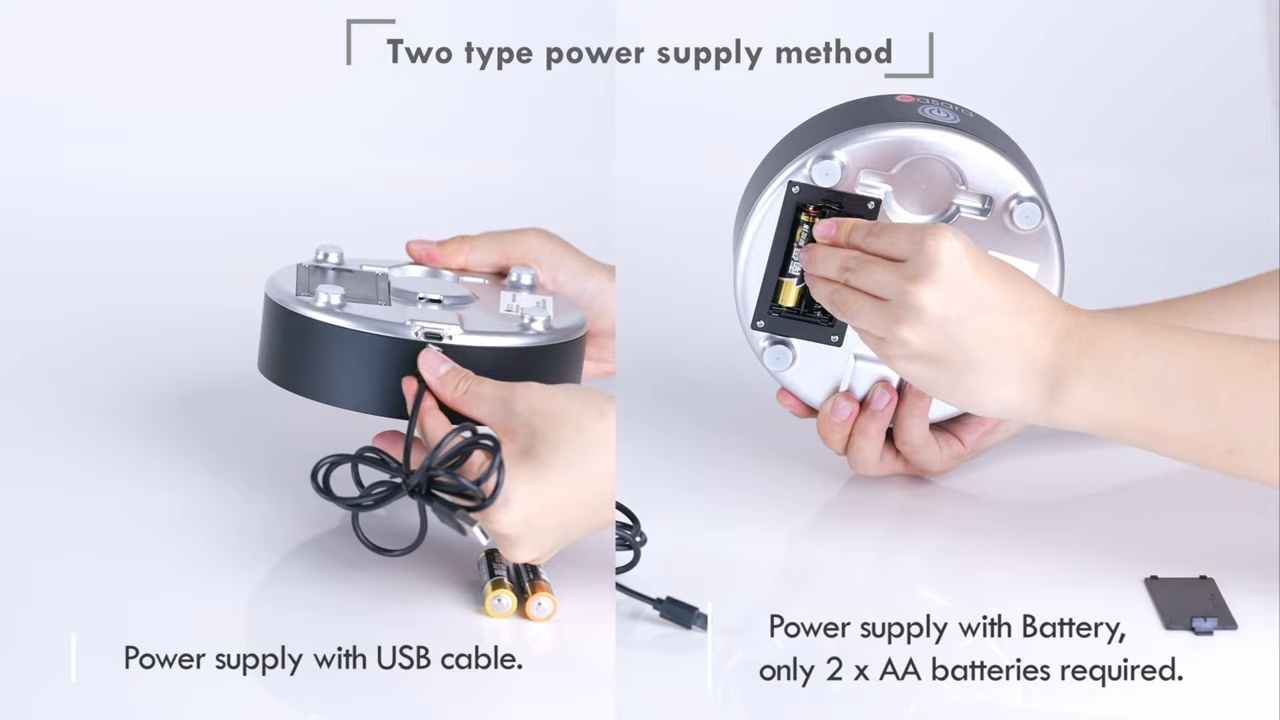 Two type power supply method
Power supply with USB cable.
Power supply with Battery,
only 2 x AA batteries required.